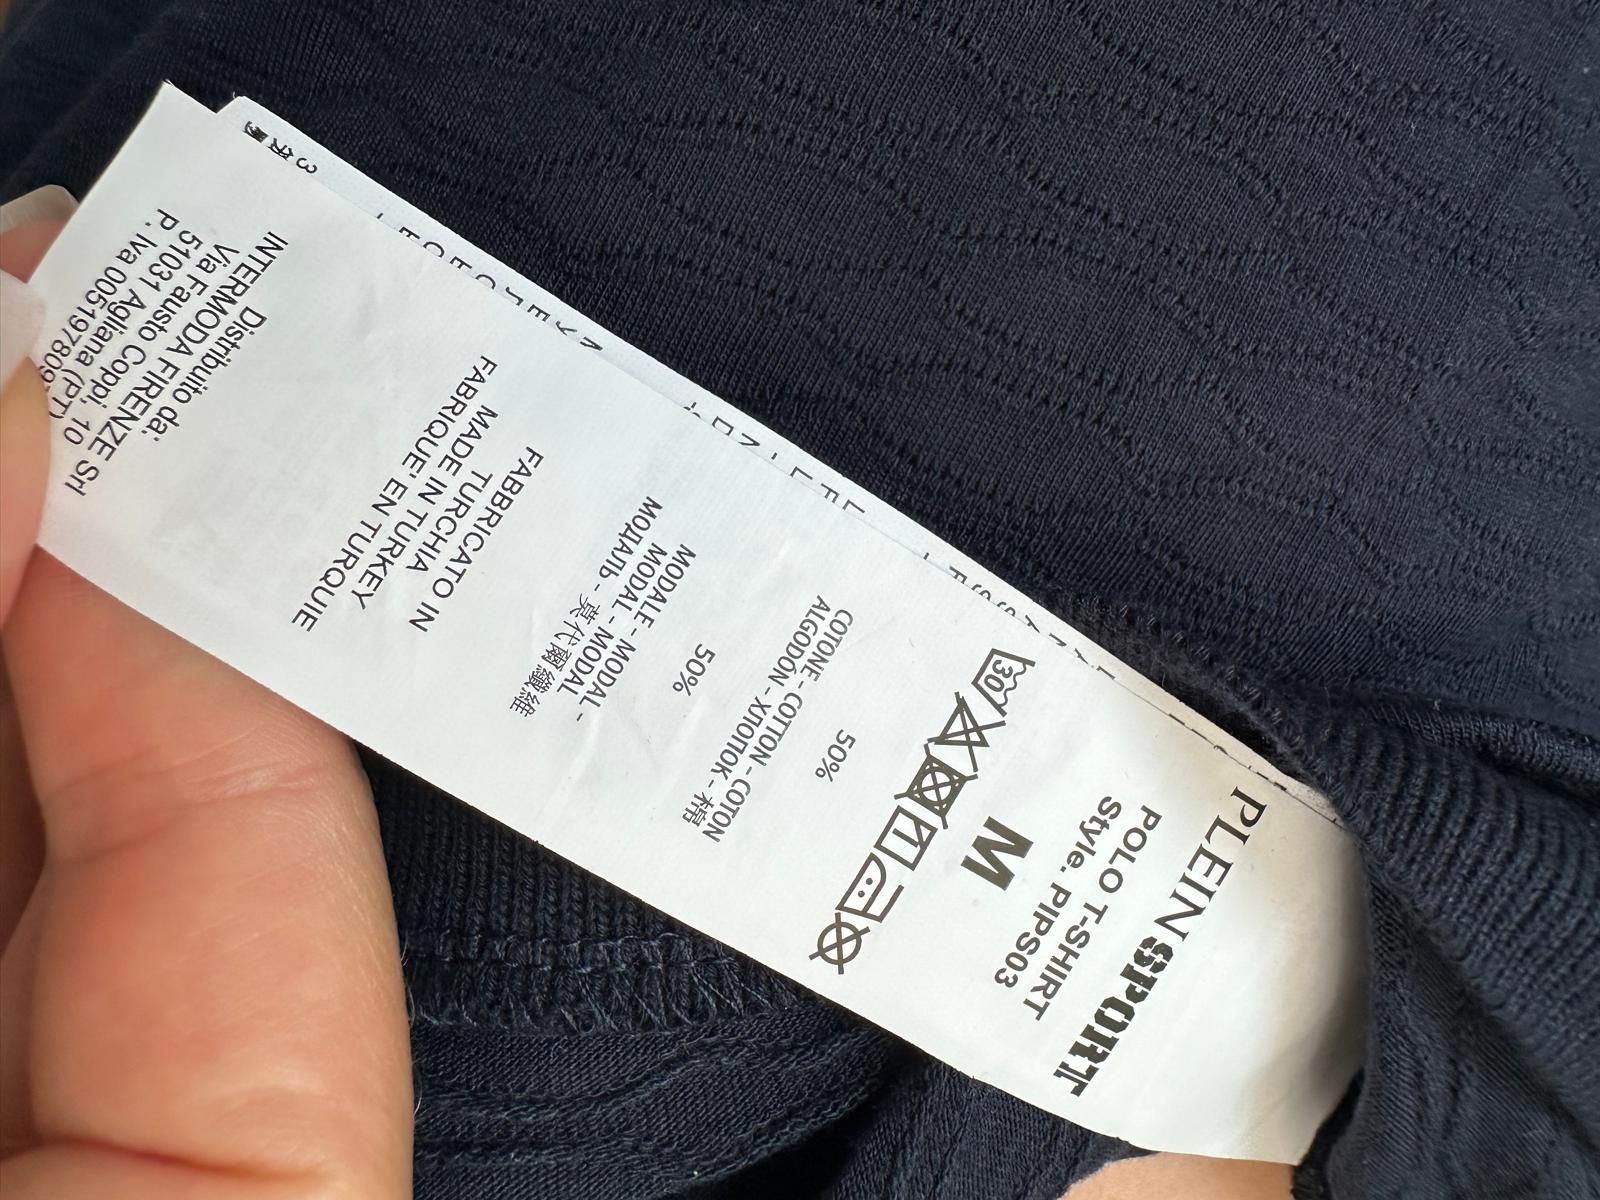 PLEIN SPORT
POLO T-SHIRT
Style. PIPS03
M
30
50%
COTONE - COTTON - COTON
ALGODON - ХЛОПОК - 棉
50%
MODALE - MODAL -
MODAL - MODAL
МОДАЛЬ - 莫代爾纖維
FABBRICATO IN
TURCHIA
MADE IN TURKEY
FABRIQUE' EN TURQUIE
Distribuito da:
INTERMODA FIRENZE Srl
Via Fausto Coppi, 10
51031 Agliana (PT)
P. Iva